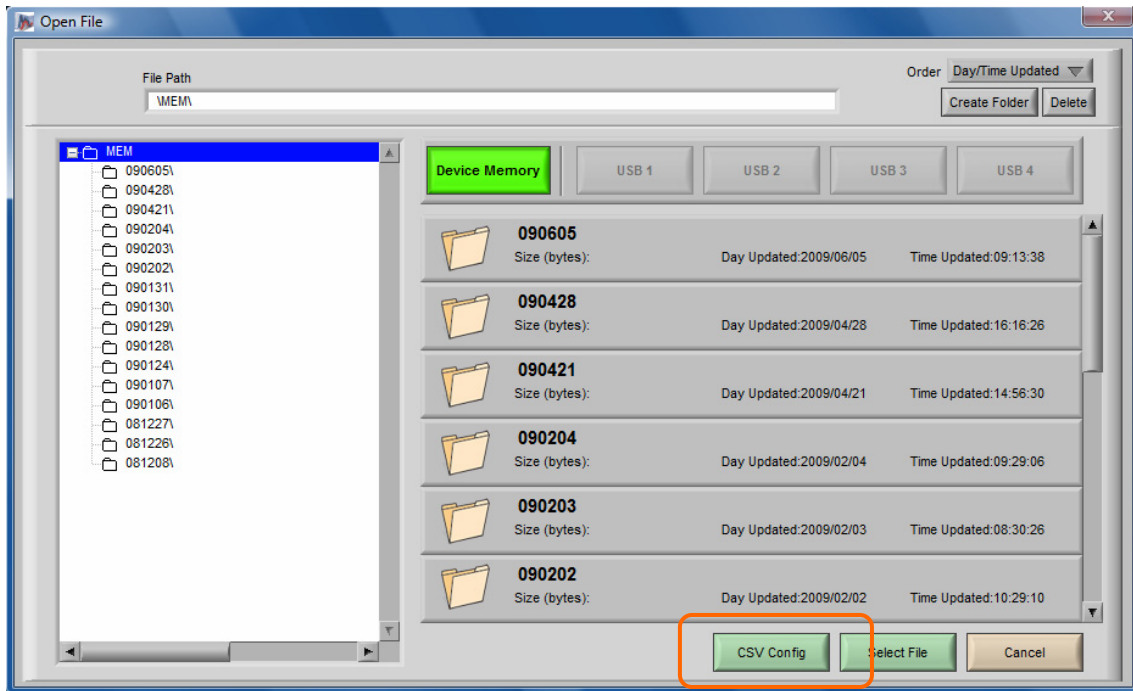 Open File
File Path
Order Day/Time Updated
\MEM\
Create Folder Delete
MEM
090605\
090428\
090421\
090204\
090203\
090202\
090131\
090130\
090129\
090128\
090124\
090107\
090106\
081227\
081226\
081208\
Device Memory USB 1 USB 2 USB 3 USB 4
090605
Size (bytes): Day Updated:2009/06/05 Time Updated:09:13:38
090428
Size (bytes): Day Updated:2009/04/28 Time Updated:16:16:26
090421
Size (bytes): Day Updated:2009/04/21 Time Updated:14:56:30
090204
Size (bytes): Day Updated:2009/02/04 Time Updated:09:29:06
090203
Size (bytes): Day Updated:2009/02/03 Time Updated:08:30:26
090202
Size (bytes): Day Updated:2009/02/02 Time Updated:10:29:10
CSV Config Select File Cancel